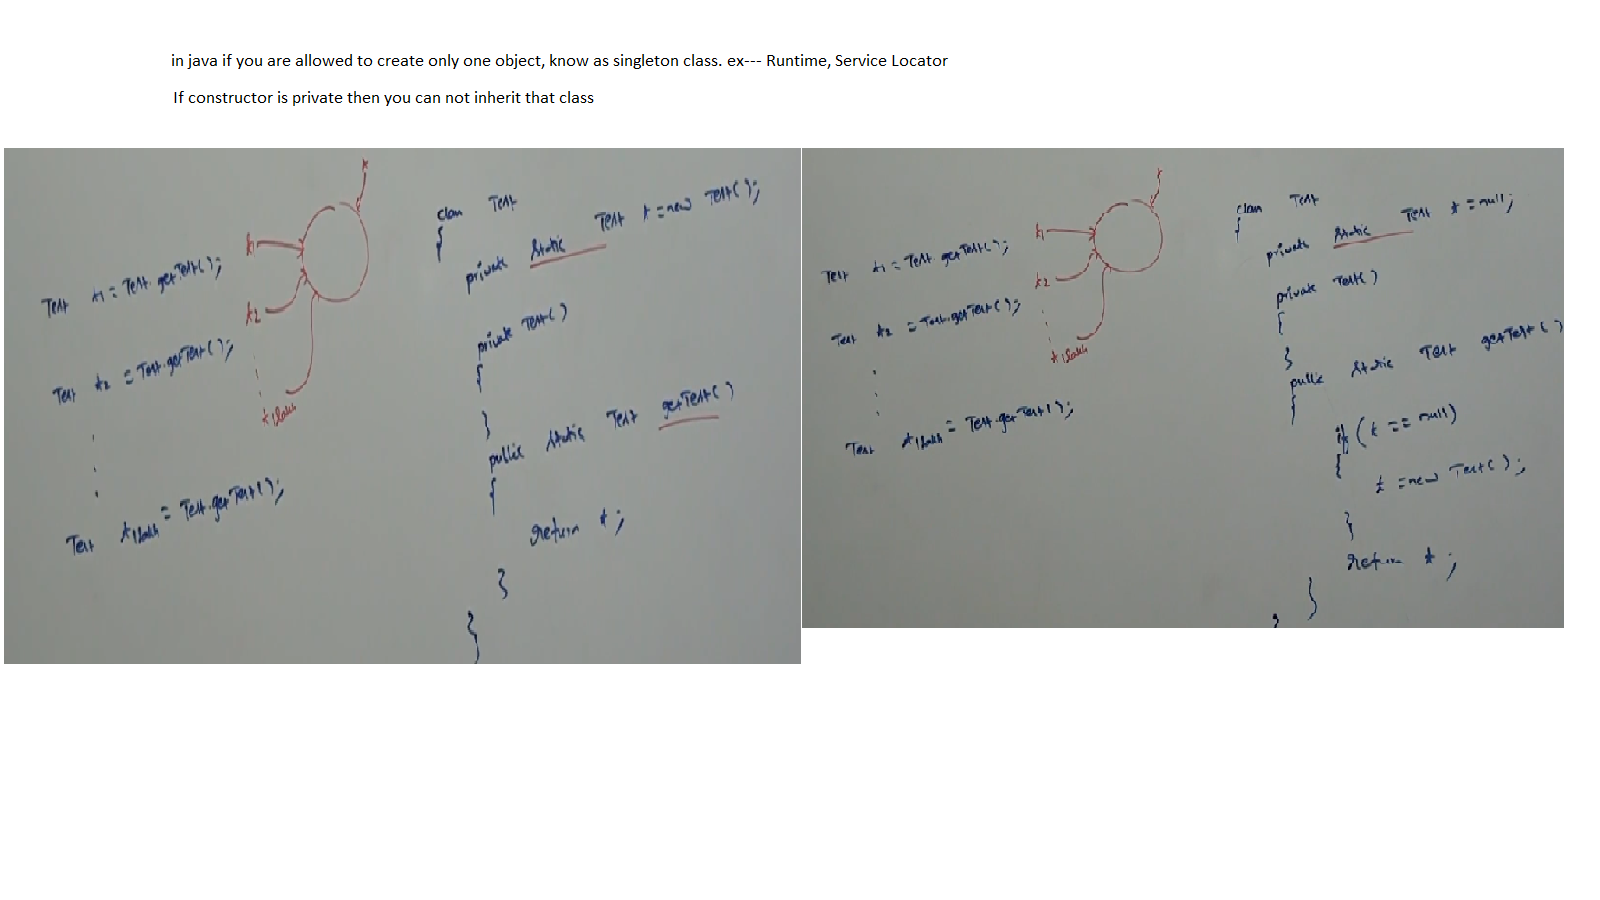 in java if you are allowed to create only one object, know as singleton class. ex--- Runtime, Service Locator
If constructor is private then you can not inherit that class
t
t1
t2
t1lakh
Test t1 = Test.getTest();
Test t2 = Test.getTest();
Test t1lakh = Test.getTest();
class Test
{
private static Test t = new Test();
private Test()
{
}
public static Test getTest()
{
return t;
}
}
t
t1
t2
t1lakh
Test t1 = Test.getTest();
Test t2 = Test.getTest();
Test t1lakh = Test.getTest();
class Test
{
private static Test t = null;
private Test()
{
}
public static Test getTest()
{
if (t == null)
{
t = new Test();
}
return t;
}
}